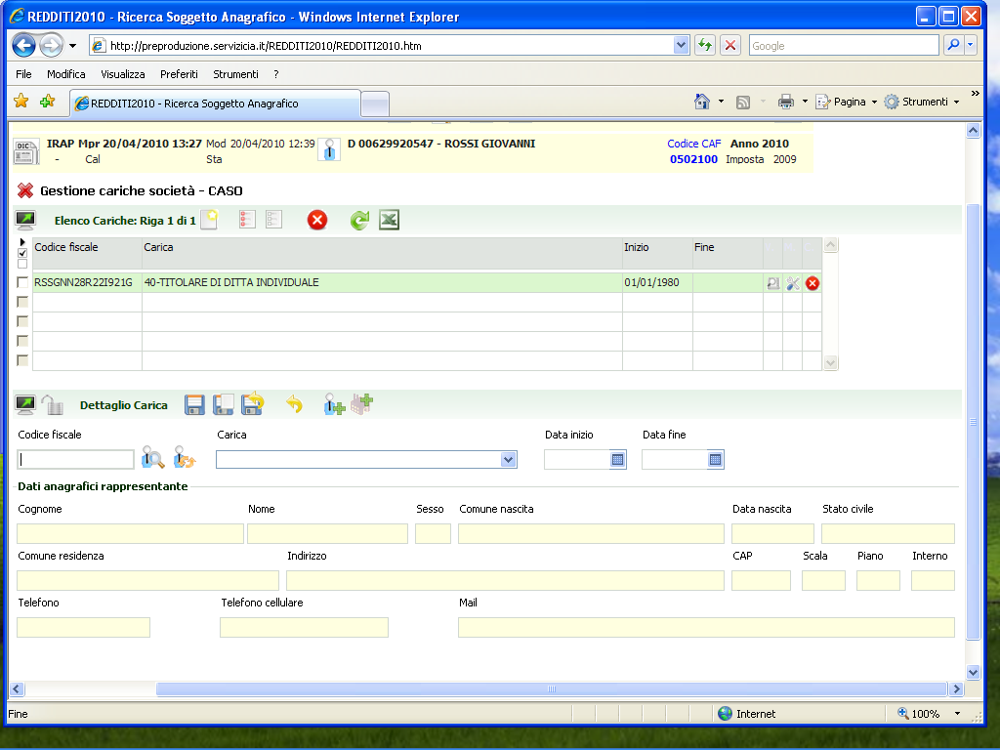 REDDITI2010 - Ricerca Soggetto Anagrafico - Windows Internet Explorer
http://preproduzione.servizicia.it/REDDITI2010/REDDITI2010.htm
Google
File Modifica Visualizza Preferiti Strumenti ?
REDDITI2010 - Ricerca Soggetto Anagrafico
Pagina Strumenti »
DIC IRAP Mpr 20/04/2010 13:27 Mod 20/04/2010 12:39 D 00629920547 - ROSSI GIOVANNI Codice CAF Anno 2010
- Cal Sta 0502100 Imposta 2009
Gestione cariche società - CASO
Elenco Cariche: Riga 1 di 1
Codice fiscale Carica Inizio Fine
RSSGNN28R22I921G 40-TITOLARE DI DITTA INDIVIDUALE 01/01/1980
Dettaglio Carica
Codice fiscale Carica Data inizio Data fine
Dati anagrafici rappresentante
Cognome Nome Sesso Comune nascita Data nascita Stato civile
Comune residenza Indirizzo CAP Scala Piano Interno
Telefono Telefono cellulare Mail
Fine Internet 100%